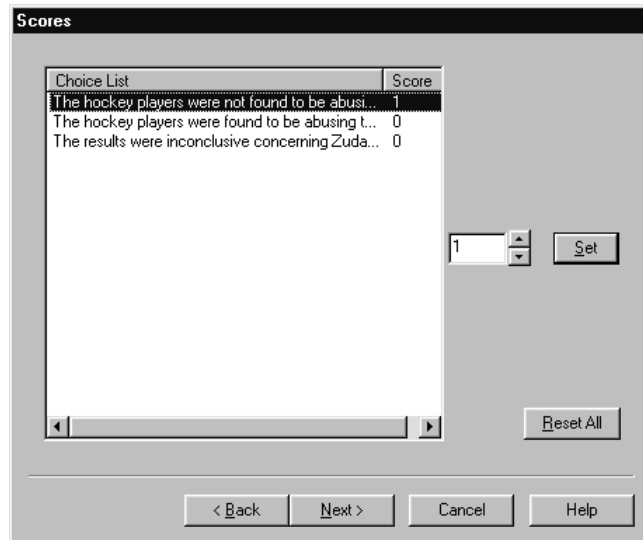 Scores
Choice List Score
The hockey players were not found to be abusi... 1
The hockey players were found to be abusing t... 0
The results were inconclusive concerning Zuda... 0
1 Set
Reset All
< Back Next > Cancel Help